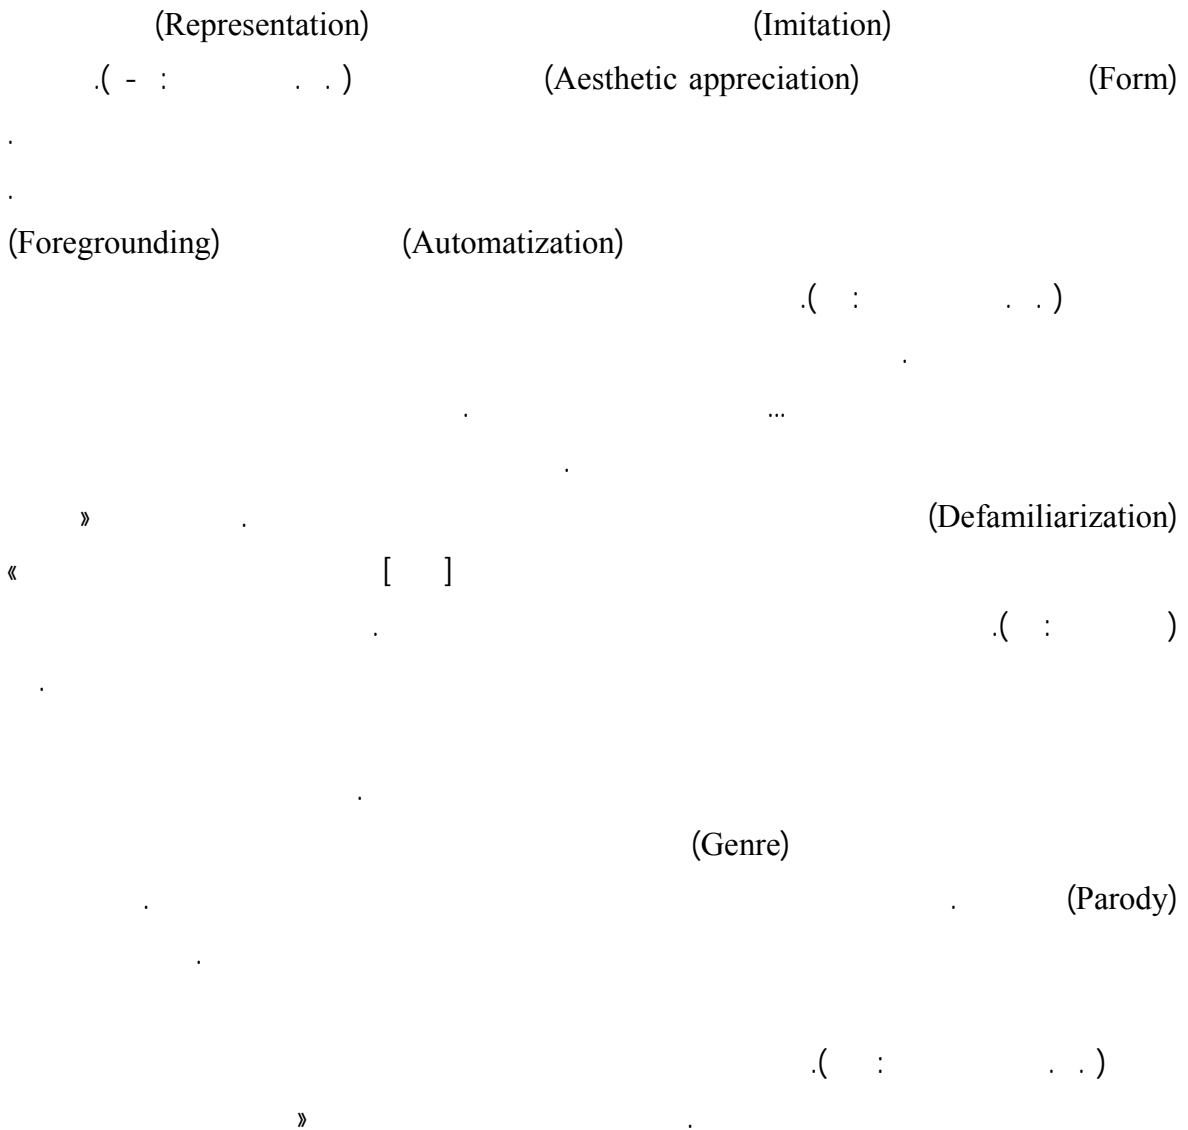 (Imitation) (Representation)
(Form) (Aesthetic appreciation) ( . . : - ).
.
.
(Automatization) (Foregrounding)
( . . : ).
.
... .
.
(Defamiliarization) . «
[ ] »
( : ). .
.
.
(Genre)
(Parody) . .
.
( . . : ).
. «